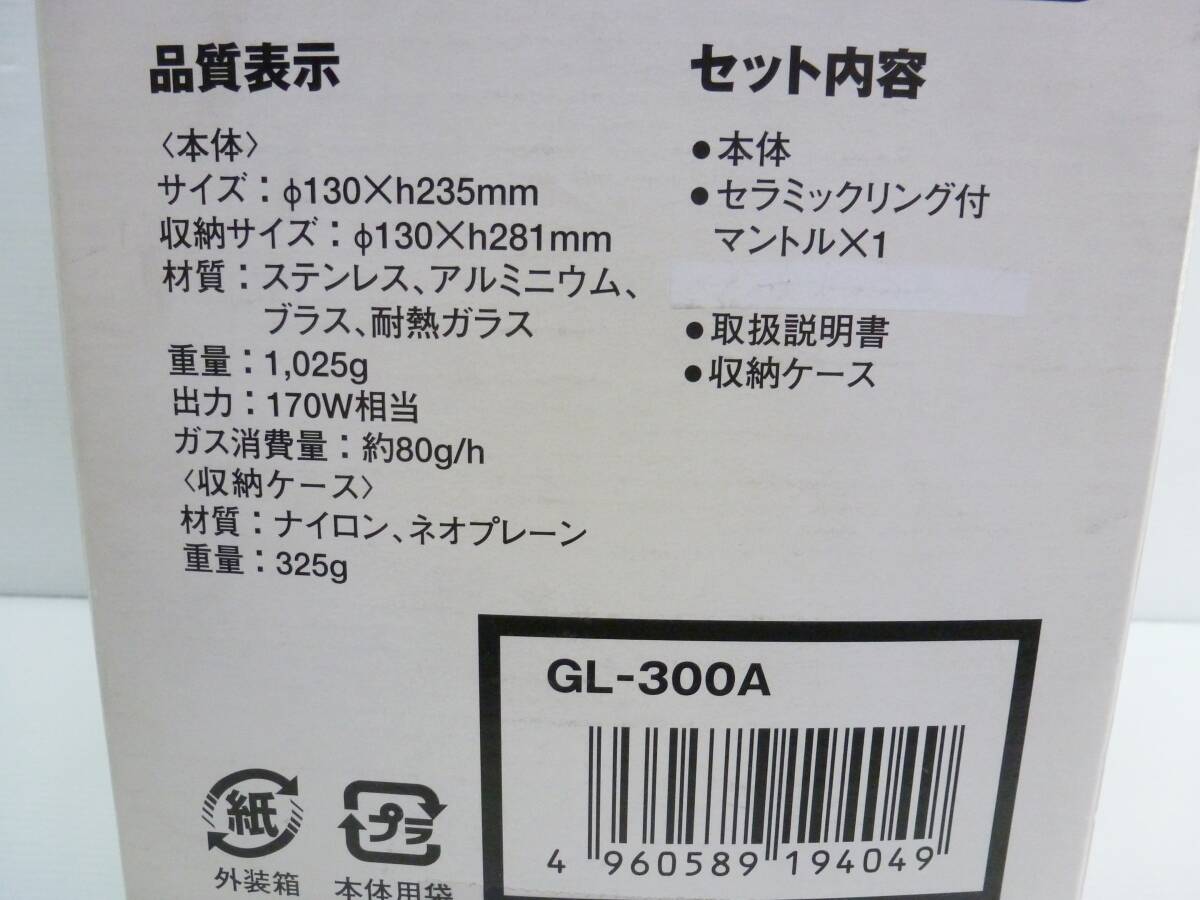 品質表示
〈本体〉
サイズ：φ130×h235mm
収納サイズ：φ130×h281mm
材質：ステンレス、アルミニウム、
ブラス、耐熱ガラス
重量：1,025g
出力：170W相当
ガス消費量：約80g/h
〈収納ケース〉
材質：ナイロン、ネオプレーン
重量：325g
セット内容
●本体
●セラミックリング付
マントル×1
●取扱説明書
●収納ケース
GL-300A
4 960589 194049
紙
外装箱
プラ
本体用袋